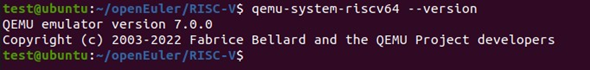 test@ubuntu:~/openEuler/RISC-V$ qemu-system-riscv64 --version
QEMU emulator version 7.0.0
Copyright (c) 2003-2022 Fabrice Bellard and the QEMU Project developers
test@ubuntu:~/openEuler/RISC-V$